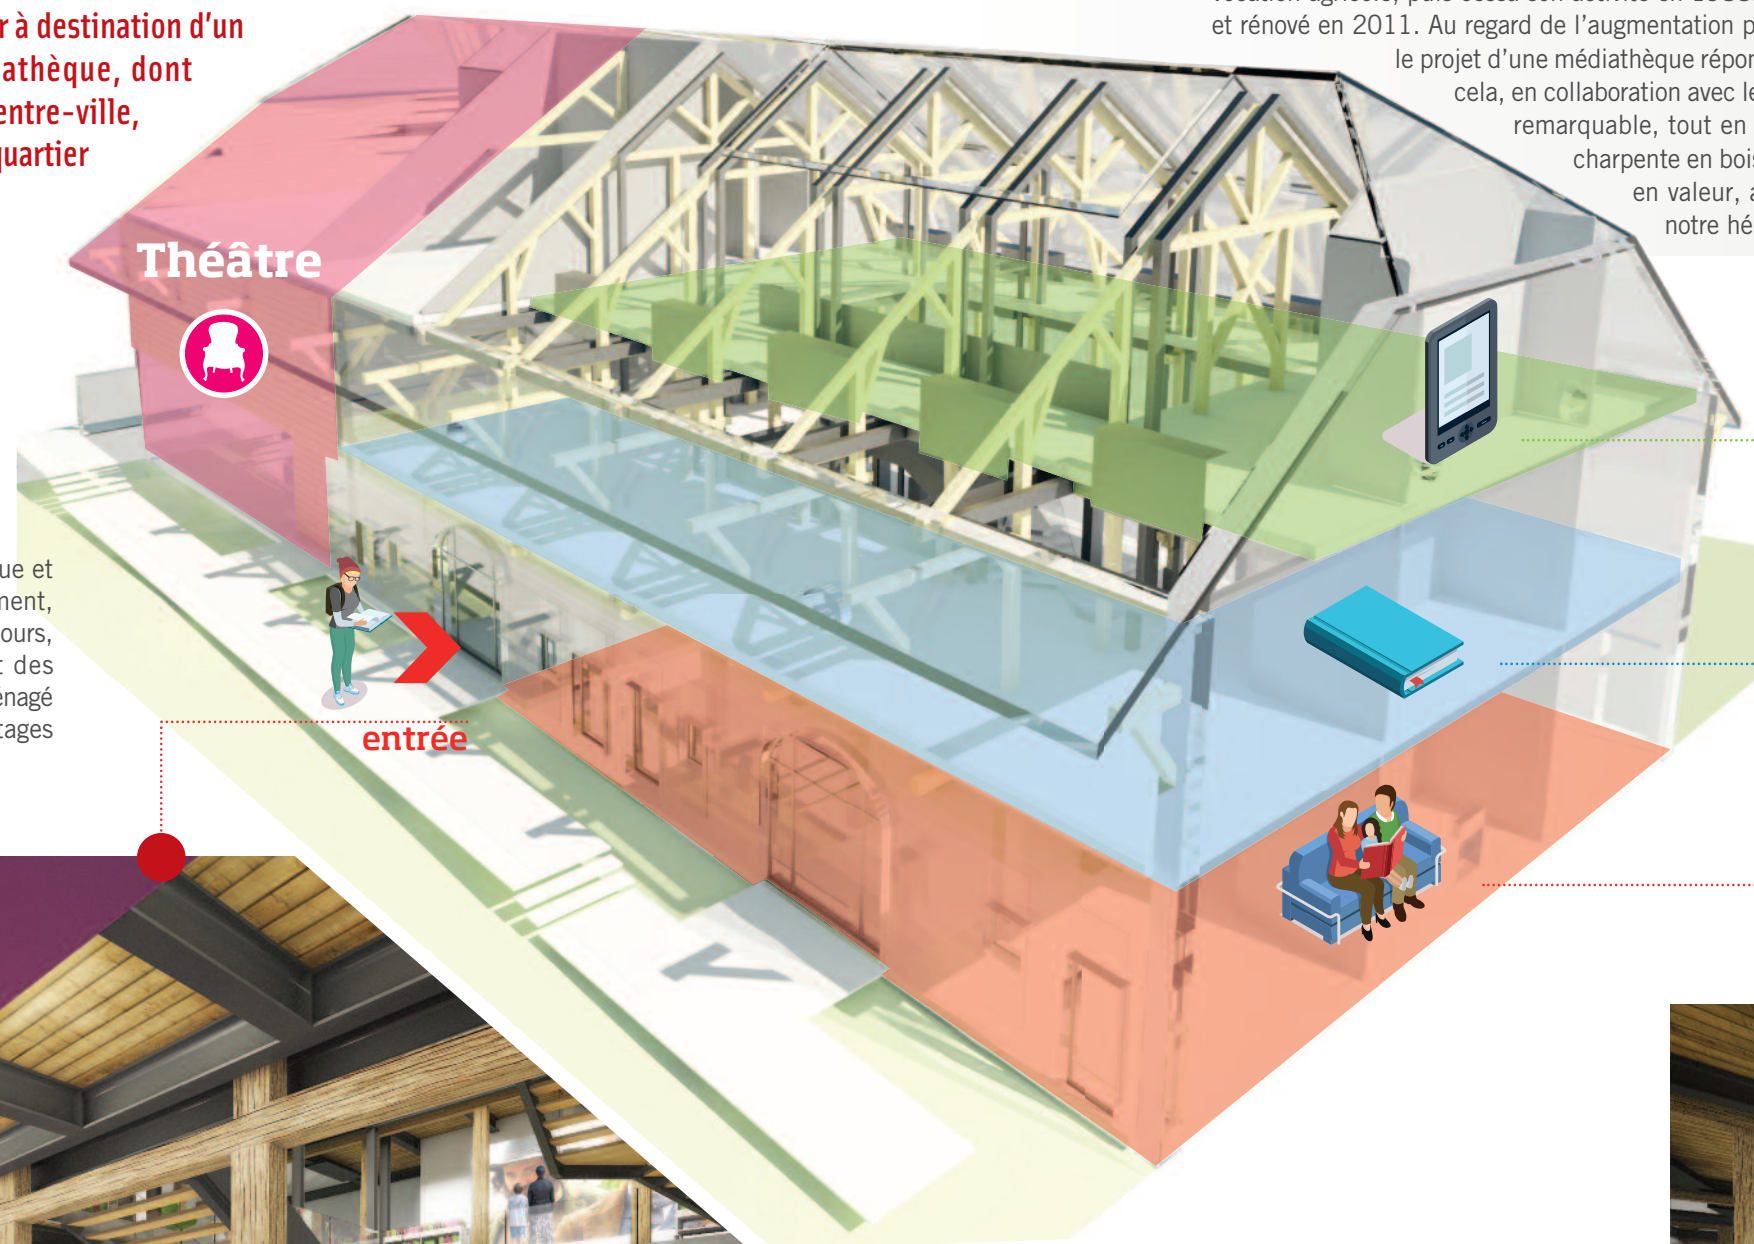 r à destination d’un
athèque, dont
entre-ville,
quartier
et rénové en 2011. Au regard de l’augmentation p
le projet d’une médiathèque répon
cela, en collaboration avec le
remarquable, tout en
charpente en bois
en valeur, a
notre hé
Théâtre
ue et
ment,
ours,
t des
énagé
tages
entrée